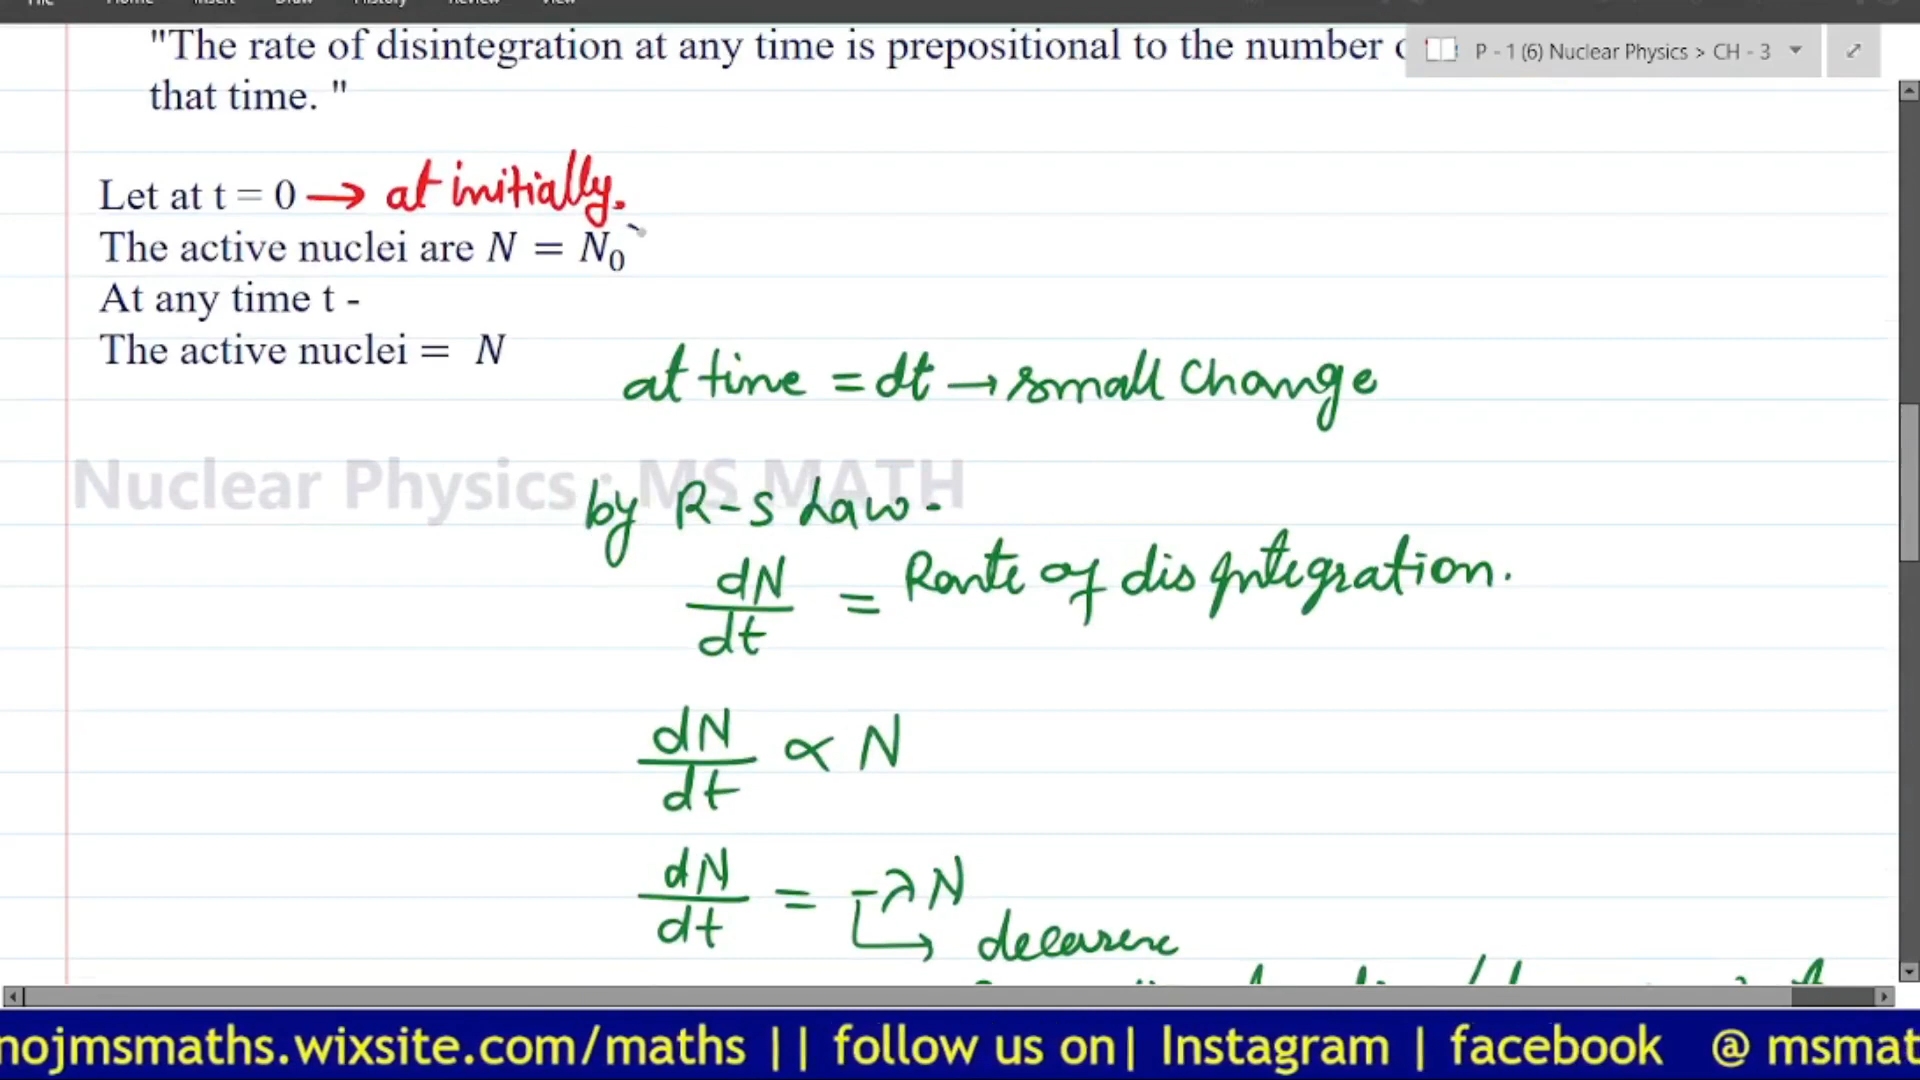 "The rate of disintegration at any time is prepositional to the number
P - 1 (6) Nuclear Physics > CH - 3
that time. "
Let at t = 0 → at initially.
The active nuclei are N = N₀
At any time t -
The active nuclei = N
at time = dt → small Change
Nuclear Physics : MS MATH
by R-S Law -
dN/dt = Rate of disintegration.
dN/dt ∝ N
dN/dt = -λN
nojmsmaths.wixsite.com/maths || follow us on| Instagram | facebook @ msmat